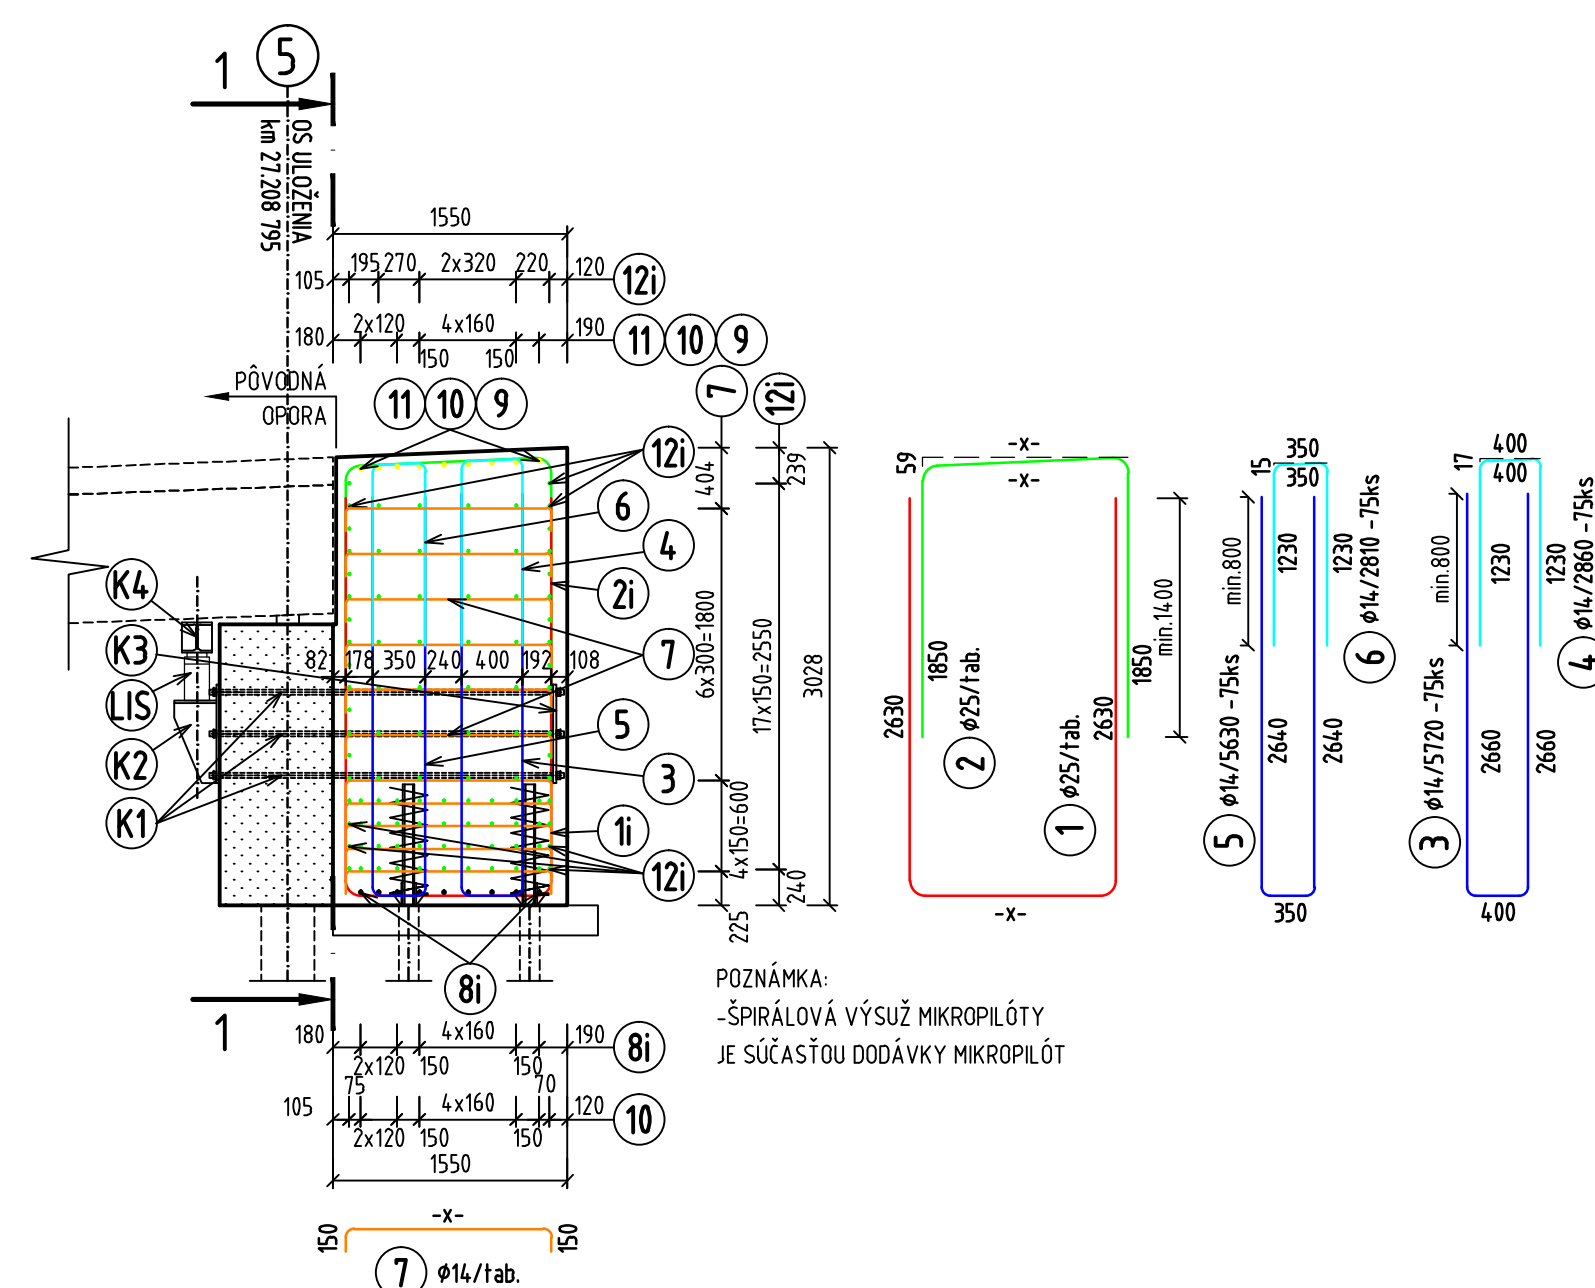 1
5
OS ULOŽENIA
km 27.208 795
1550
105
195
270
2x320
220
120
12i
180
2x120
4x160
190
11
10
9
150
150
PÔVODNÁ
OPORA
11
10
9
7
12i
12i
404
239
6
4
2i
7
6x300=1800
17x150=2550
3028
K4
K3
LIS
K2
K1
82
178
350
240
400
192
108
5
3
1i
12i
4x150=600
240
225
8i
1
POZNÁMKA:
-ŠPIRÁLOVÁ VÝSUŽ MIKROPILÓTY
JE SÚČASŤOU DODÁVKY MIKROPILÓT
180
4x160
190
8i
2x120
150
150
75
70
105
4x160
120
10
2x120
150
150
1550
-x-
150
150
7
ϕ14/tab.
59
-x-
-x-
2630
1850
2
ϕ25/tab.
1
ϕ25/tab.
2630
1850
min.1400
-x-
15
350
350
min.800
1230
1230
6
ϕ14/2810 -75ks
5
ϕ14/5630 -75ks
2640
2640
350
17
400
400
min.800
1230
1230
4
ϕ14/2860 -75ks
3
ϕ14/5720 -75ks
2660
2660
400